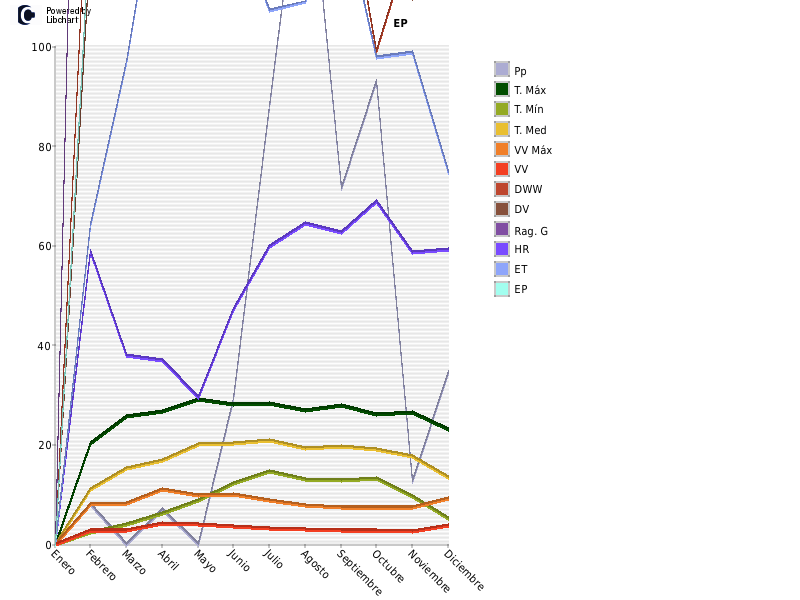 Powered by
Libchart
EP
100
80
60
40
20
0
Enero
Febrero
Marzo
Abril
Mayo
Junio
Julio
Agosto
Septiembre
Octubre
Noviembre
Diciembre
Pp
T. Máx
T. Mín
T. Med
VV Máx
VV
DWW
DV
Rag. G
HR
ET
EP